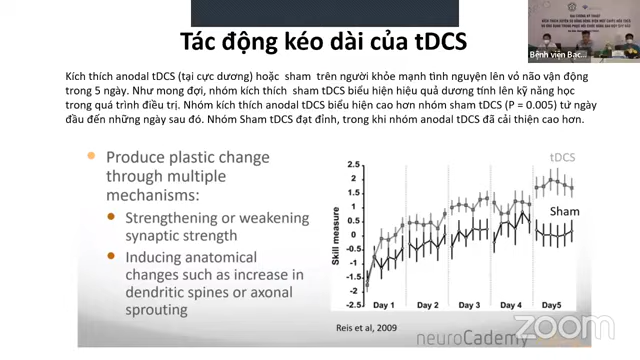 Tác động kéo dài của tDCS
Bệnh viện Bạc...
Kích thích anodal tDCS (tại cực dương) hoặc sham trên người khỏe mạnh tình nguyện lên vỏ não vận động
trong 5 ngày. Như mong đợi, nhóm kích thích sham tDCS biểu hiện hiệu quả dương tính lên kỹ năng học
trong quá trình điều trị. Nhóm kích thích anodal tDCS biểu hiện cao hơn nhóm sham tDCS (P = 0.005) từ ngày
đầu đến những ngày sau đó. Nhóm Sham tDCS đạt đỉnh, trong khi nhóm anodal tDCS đã cải thiện cao hơn.
Produce plastic change
through multiple
mechanisms:
Strengthening or weakening
synaptic strength
Inducing anatomical
changes such as increase in
dendritic spines or axonal
sprouting
tDCS
Sham
Skill measure
2.5
2
1.5
1
0.5
0
-0.5
-1
-1.5
-2
-2.5
Day 1
Day 2
Day 3
Day 4
Day5
Reis et al, 2009
neuroCademy
zoom